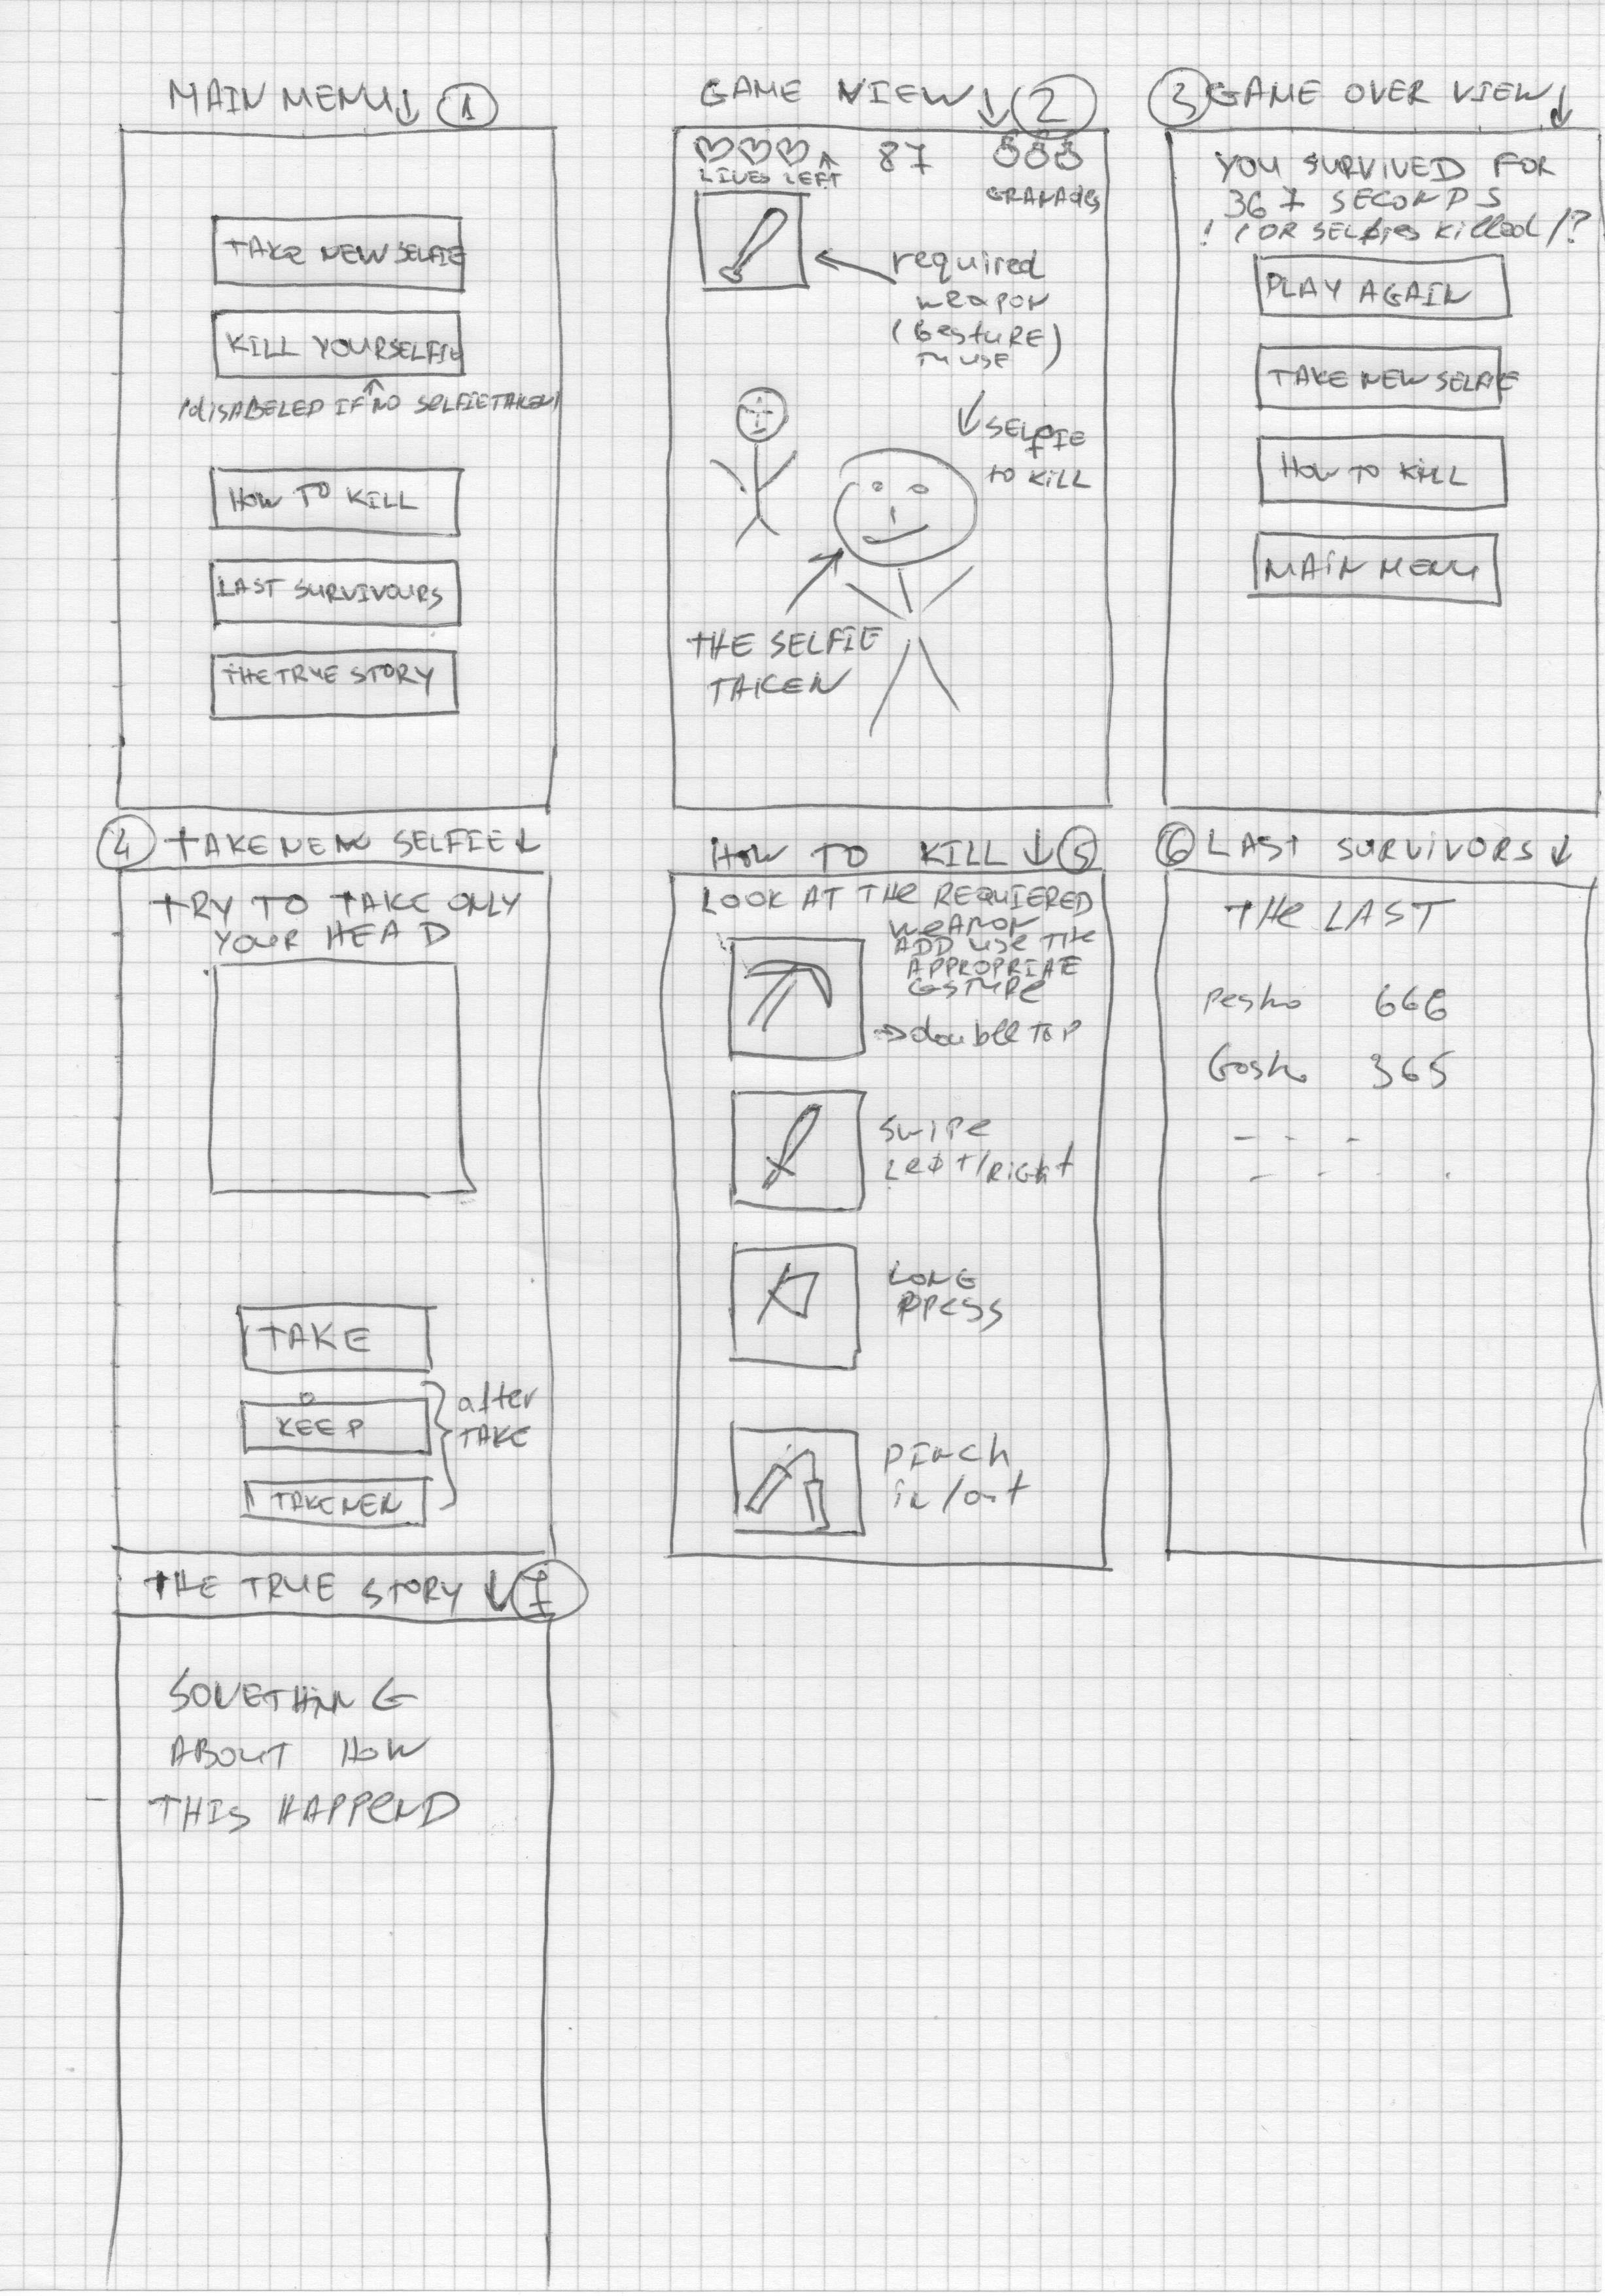 MAIN MENU ↓ 1
TAKE NEW SELFIE
KILL YOURSELFIE
(disABELED IF NO SELFIE TAKEN)
HOW TO KILL
LAST SURVIVOURS
THE TRUE STORY
GAME VIEW ↓ 2
LIVES LEFT
87
GRANAdes
required
weapon
(GestURE)
TO USE
SELFIE
to KiLL
THE SELFIE
TAKEN
3 GAME OVER VIEW ↓
YOU SURVIVED FOR
367 SECONDS
! (OR SELFies Killed)?
PLAY AGAIN
TAKE NEW SELFIE
HOW TO KILL
MAIN MENU
4 TAKE NEW SELFIE ↓
TRY TO TAKE ONLY
YOUR HEAD
TAKE
KEEP
TAKE NEW
after
TAKE
HOW TO KILL ↓ 5
LOOK AT THE REQUIERED
WEAPON
ADD USE THE
APPROPRIATE
GESTURE
→ double TAP
SWIPE
LEFT/RIGHT
LONG
PRESS
PINCH
in/out
6 LAST SURVIVORS ↓
THE LAST
Pesho 666
Gosho 365
THE TRUE STORY ↓ 7
SOMETHING
ABOUT HOW
THIS HAPPEND